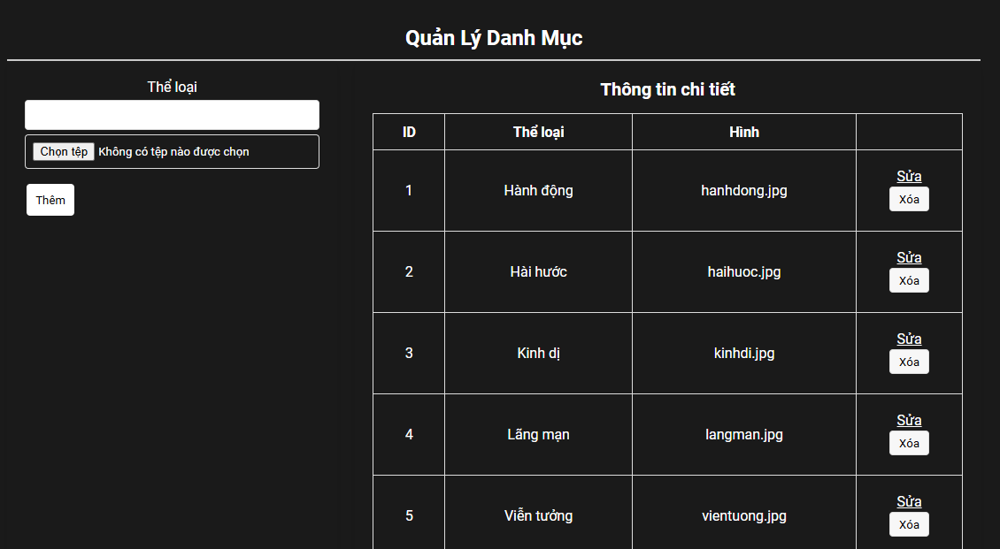 Quản Lý Danh Mục
Thể loại
Chọn tệp Không có tệp nào được chọn
Thêm
Thông tin chi tiết
ID Thể loại Hình
1 Hành động hanhdong.jpg Sửa
Xóa
2 Hài hước haihuoc.jpg Sửa
Xóa
3 Kinh dị kinhdi.jpg Sửa
Xóa
4 Lãng mạn langman.jpg Sửa
Xóa
5 Viễn tưởng vientuong.jpg Sửa
Xóa